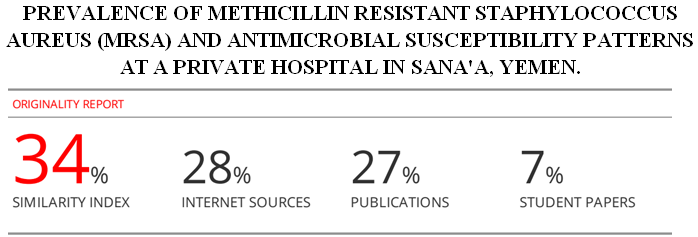 PREVALENCE OF METHICILLIN RESISTANT STAPHYLOCOCCUS
AUREUS (MRSA) AND ANTIMICROBIAL SUSCEPTIBILITY PATTERNS
AT A PRIVATE HOSPITAL IN SANA'A, YEMEN.
ORIGINALITY REPORT
34% 28% 27% 7%
SIMILARITY INDEX INTERNET SOURCES PUBLICATIONS STUDENT PAPERS